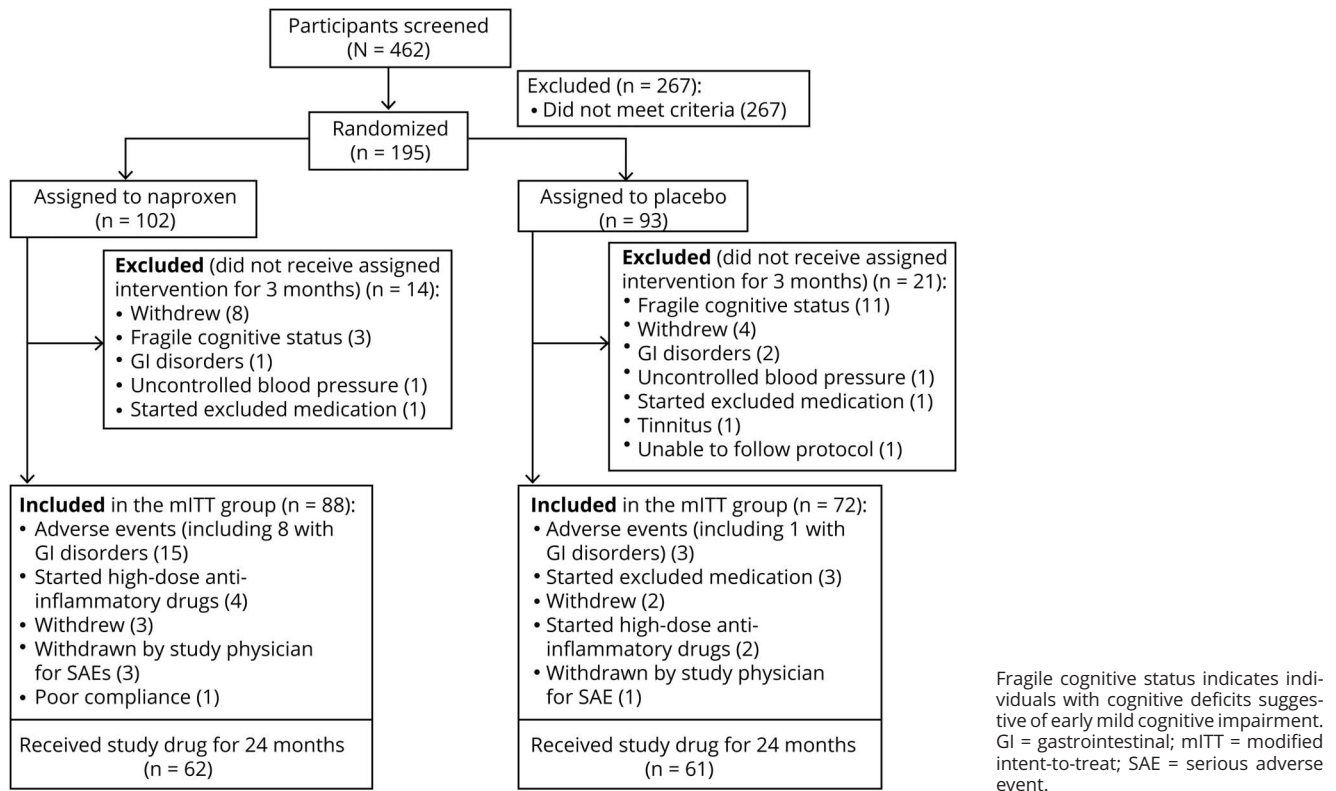 Participants screened
(N = 462)
Excluded (n = 267):
• Did not meet criteria (267)
Randomized
(n = 195)
Assigned to naproxen
(n = 102)
Assigned to placebo
(n = 93)
Excluded (did not receive assigned
intervention for 3 months) (n = 14):
• Withdrew (8)
• Fragile cognitive status (3)
• GI disorders (1)
• Uncontrolled blood pressure (1)
• Started excluded medication (1)
Excluded (did not receive assigned
intervention for 3 months) (n = 21):
• Fragile cognitive status (11)
• Withdrew (4)
• GI disorders (2)
• Uncontrolled blood pressure (1)
• Started excluded medication (1)
• Tinnitus (1)
• Unable to follow protocol (1)
Included in the mITT group (n = 88):
• Adverse events (including 8 with
GI disorders (15)
• Started high-dose anti-
inflammatory drugs (4)
• Withdrew (3)
• Withdrawn by study physician
for SAEs (3)
• Poor compliance (1)
Received study drug for 24 months
(n = 62)
Included in the mITT group (n = 72):
• Adverse events (including 1 with
GI disorders) (3)
• Started excluded medication (3)
• Withdrew (2)
• Started high-dose anti-
inflammatory drugs (2)
• Withdrawn by study physician
for SAE (1)
Received study drug for 24 months
(n = 61)
Fragile cognitive status indicates indi-
viduals with cognitive deficits sugges-
tive of early mild cognitive impairment.
GI = gastrointestinal; mITT = modified
intent-to-treat; SAE = serious adverse
event.